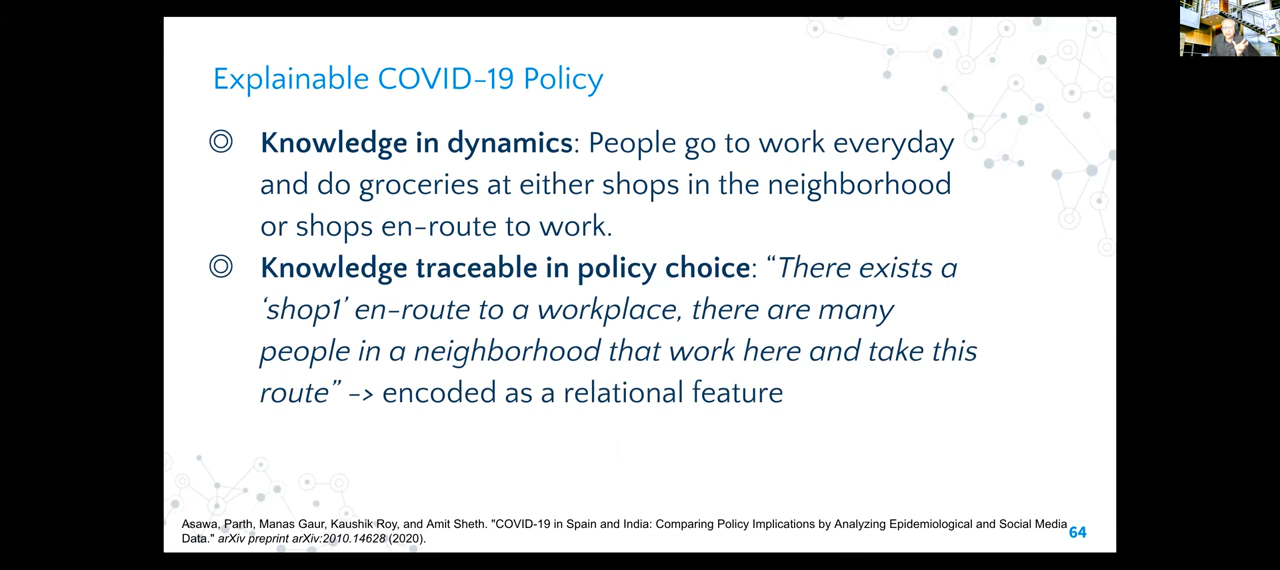 Explainable COVID-19 Policy
Knowledge in dynamics: People go to work everyday
and do groceries at either shops in the neighborhood
or shops en-route to work.
Knowledge traceable in policy choice: “There exists a
‘shop1’ en-route to a workplace, there are many
people in a neighborhood that work here and take this
route” -> encoded as a relational feature
Asawa, Parth, Manas Gaur, Kaushik Roy, and Amit Sheth. "COVID-19 in Spain and India: Comparing Policy Implications by Analyzing Epidemiological and Social Media
Data." arXiv preprint arXiv:2010.14628 (2020).
64